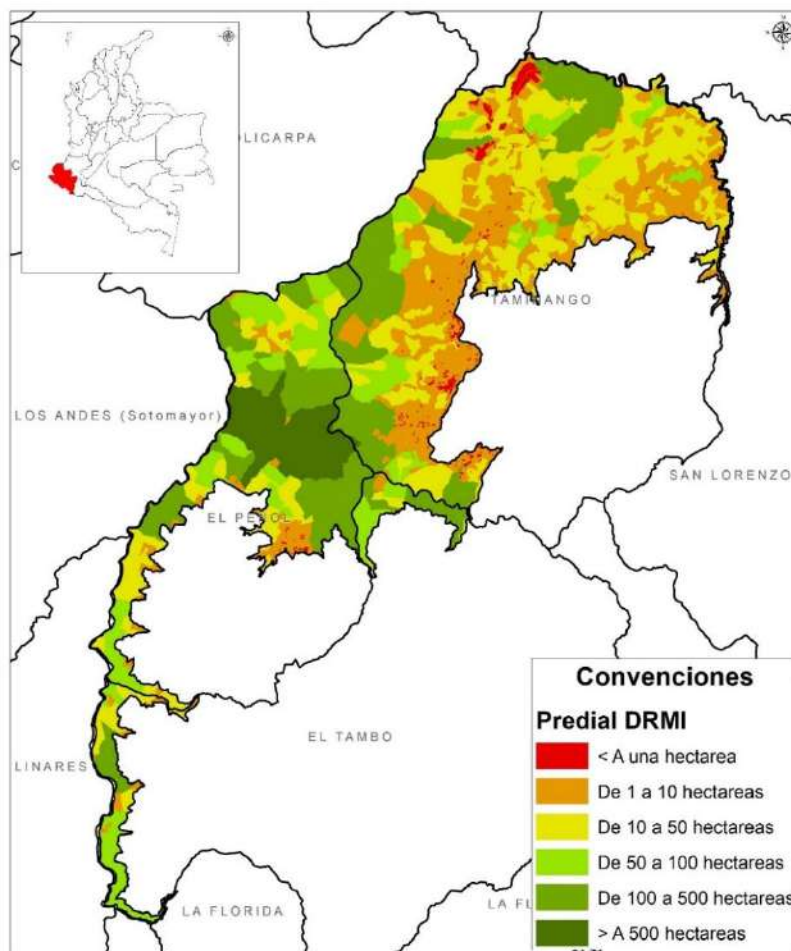 OLICARPA
C
TAMINANGO
LOS ANDES (Sotomayor)
SAN LORENZO
EL PEÑOL
EL TAMBO
LINARES
LA FLORIDA
LA FL
Convenciones
Predial DRMI
< A una hectarea
De 1 a 10 hectareas
De 10 a 50 hectareas
De 50 a 100 hectareas
De 100 a 500 hectareas
> A 500 hectareas